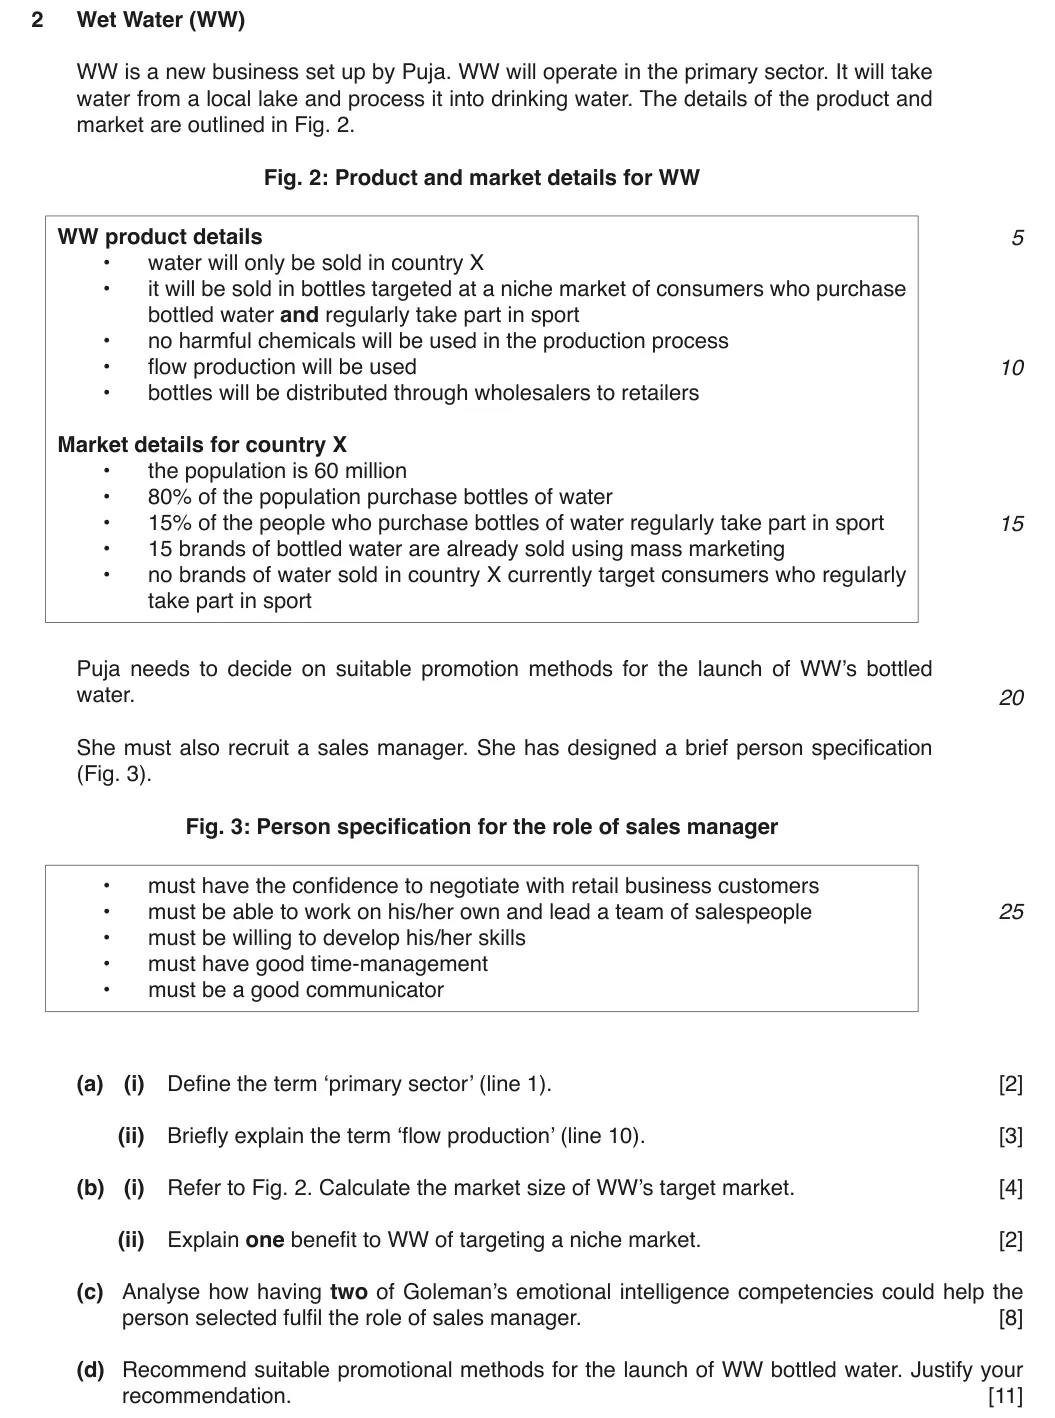 2 Wet Water (WW)
WW is a new business set up by Puja. WW will operate in the primary sector. It will take
water from a local lake and process it into drinking water. The details of the product and
market are outlined in Fig. 2.
Fig. 2: Product and market details for WW
WW product details 5
• water will only be sold in country X
• it will be sold in bottles targeted at a niche market of consumers who purchase
bottled water and regularly take part in sport
• no harmful chemicals will be used in the production process
• flow production will be used 10
• bottles will be distributed through wholesalers to retailers
Market details for country X
• the population is 60 million
• 80% of the population purchase bottles of water
• 15% of the people who purchase bottles of water regularly take part in sport 15
• 15 brands of bottled water are already sold using mass marketing
• no brands of water sold in country X currently target consumers who regularly
take part in sport
Puja needs to decide on suitable promotion methods for the launch of WW's bottled
water. 20
She must also recruit a sales manager. She has designed a brief person specification
(Fig. 3).
Fig. 3: Person specification for the role of sales manager
• must have the confidence to negotiate with retail business customers
• must be able to work on his/her own and lead a team of salespeople 25
• must be willing to develop his/her skills
• must have good time-management
• must be a good communicator
(a) (i) Define the term ‘primary sector’ (line 1). [2]
(ii) Briefly explain the term ‘flow production’ (line 10). [3]
(b) (i) Refer to Fig. 2. Calculate the market size of WW's target market. [4]
(ii) Explain one benefit to WW of targeting a niche market. [2]
(c) Analyse how having two of Goleman's emotional intelligence competencies could help the
person selected fulfil the role of sales manager. [8]
(d) Recommend suitable promotional methods for the launch of WW bottled water. Justify your
recommendation. [11]